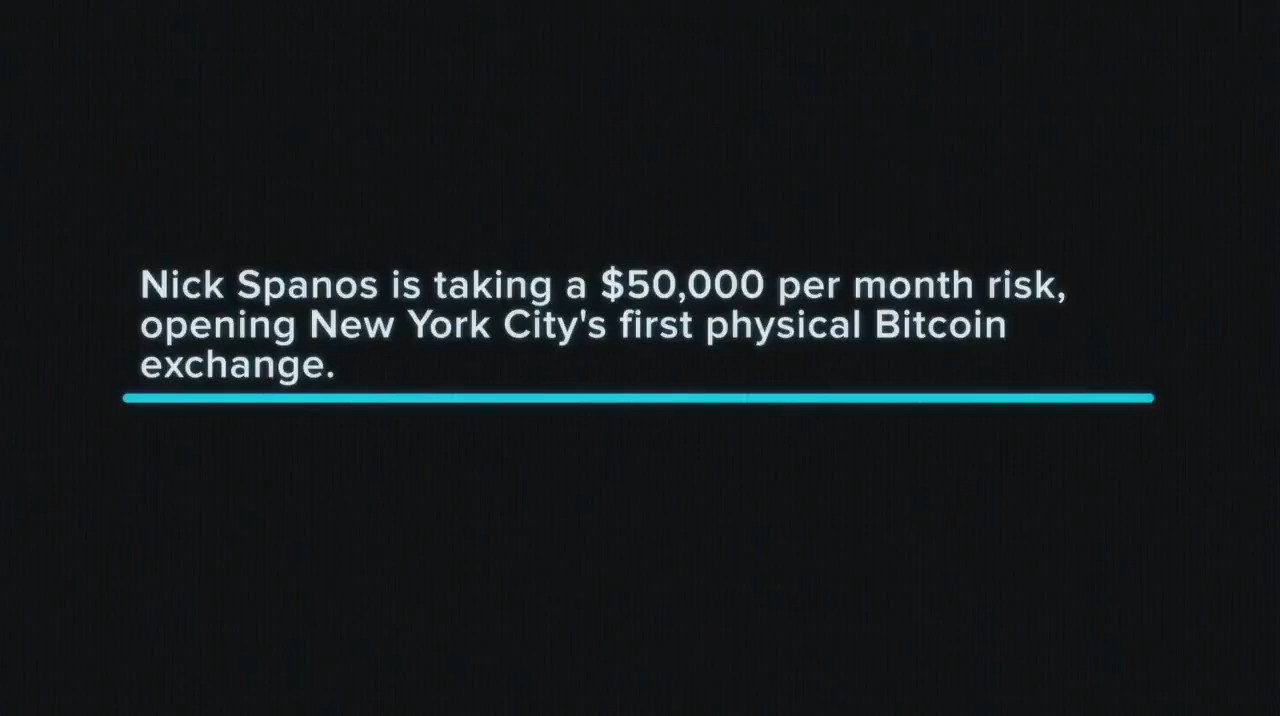 Nick Spanos is taking a $50,000 per month risk,
opening New York City's first physical Bitcoin
exchange.